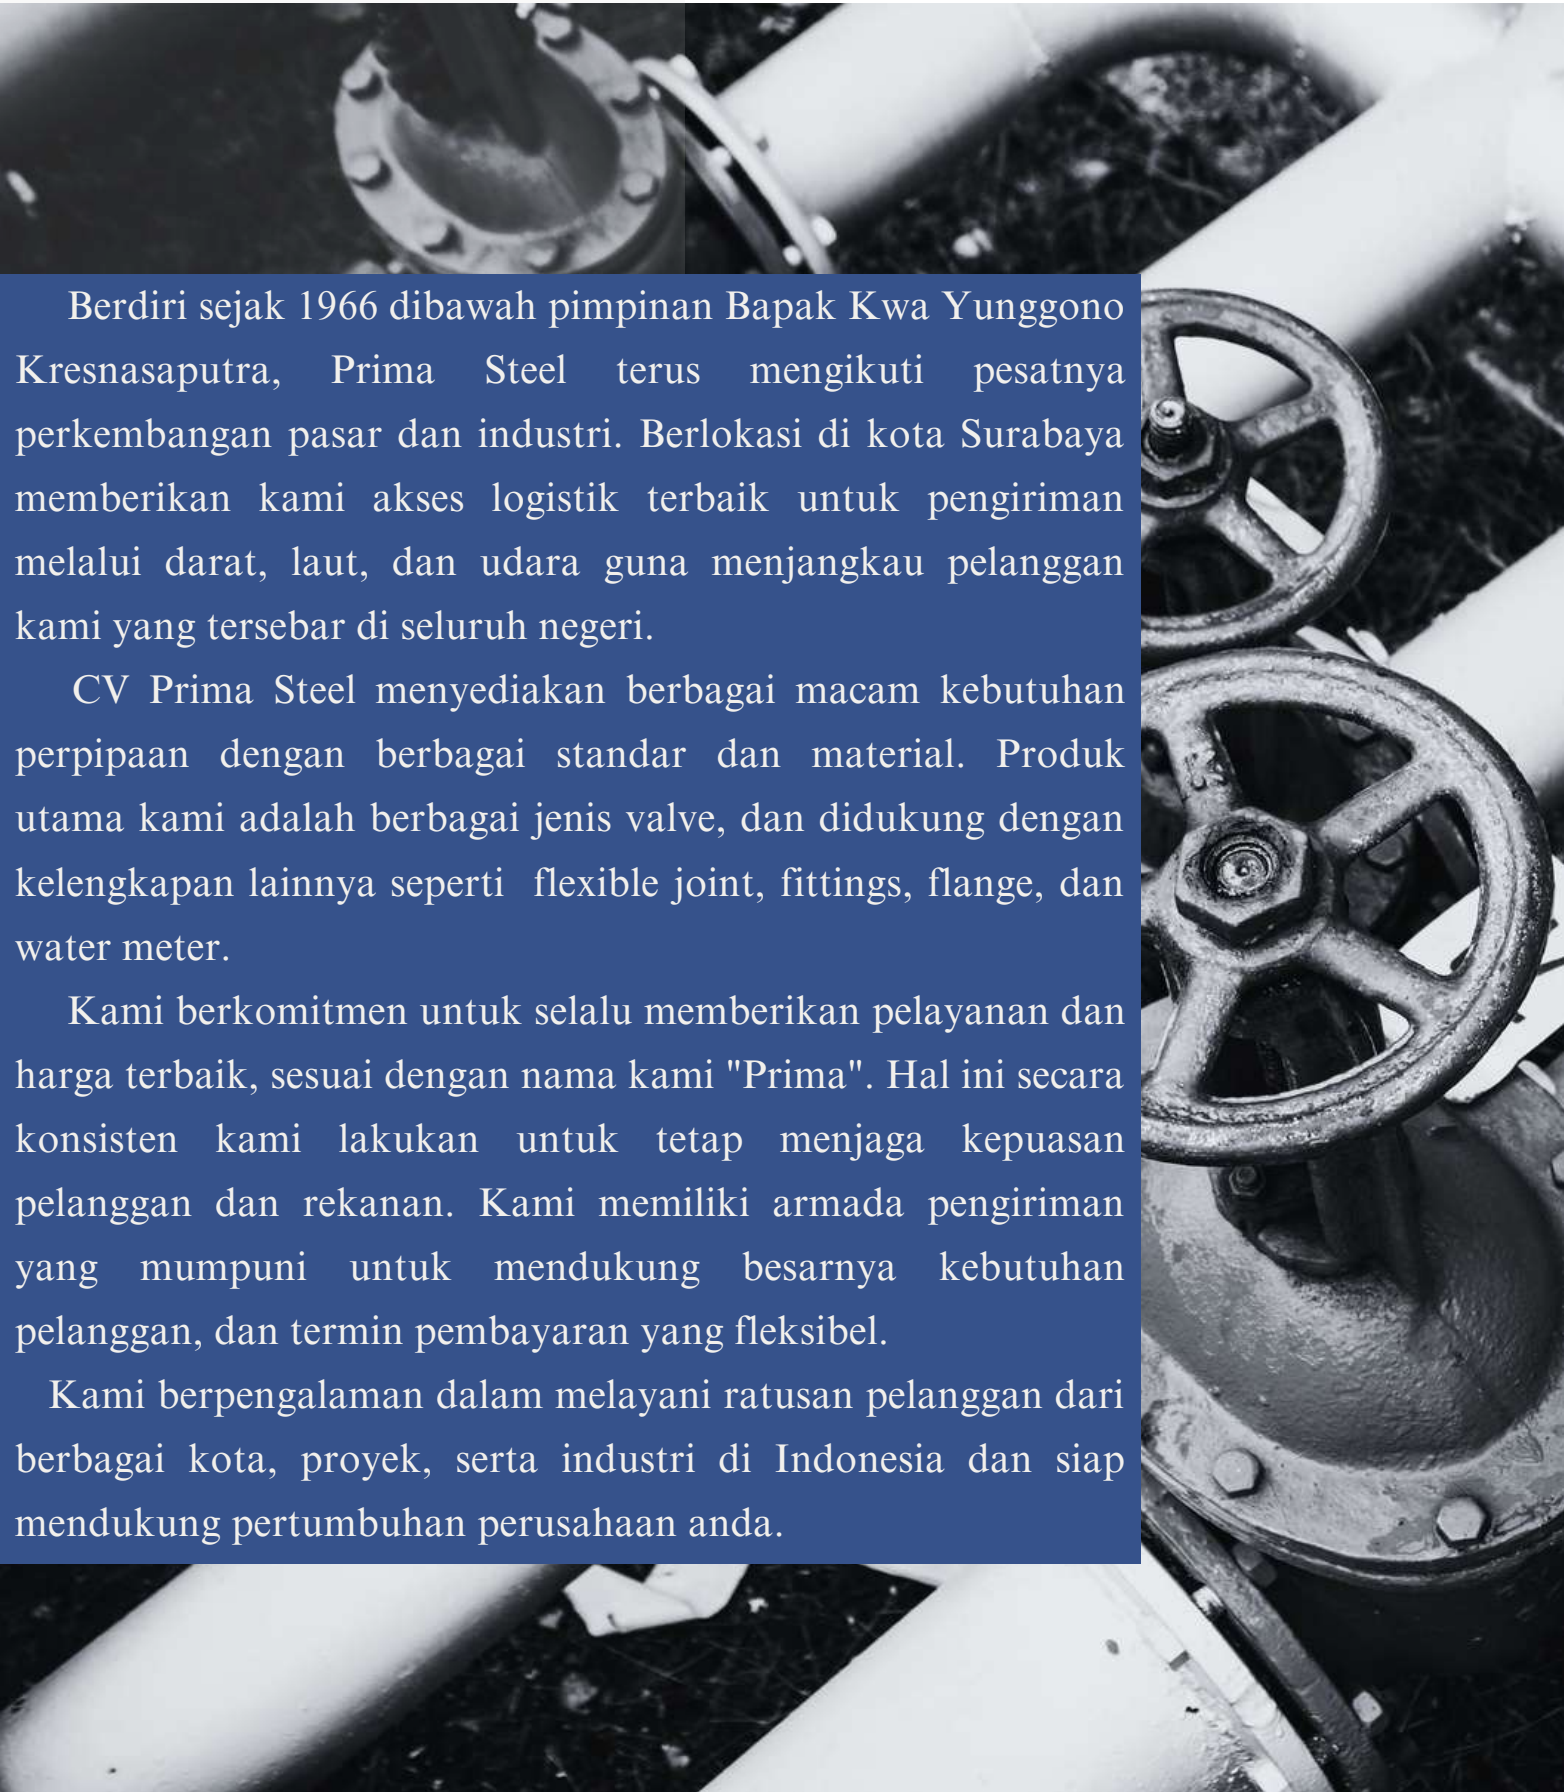 Berdiri sejak 1966 dibawah pimpinan Bapak Kwa Yunggono
Kresnasaputra, Prima Steel terus mengikuti pesatnya
perkembangan pasar dan industri. Berlokasi di kota Surabaya
memberikan kami akses logistik terbaik untuk pengiriman
melalui darat, laut, dan udara guna menjangkau pelanggan
kami yang tersebar di seluruh negeri.
CV Prima Steel menyediakan berbagai macam kebutuhan
perpipaan dengan berbagai standar dan material. Produk
utama kami adalah berbagai jenis valve, dan didukung dengan
kelengkapan lainnya seperti flexible joint, fittings, flange, dan
water meter.
Kami berkomitmen untuk selalu memberikan pelayanan dan
harga terbaik, sesuai dengan nama kami "Prima". Hal ini secara
konsisten kami lakukan untuk tetap menjaga kepuasan
pelanggan dan rekanan. Kami memiliki armada pengiriman
yang mumpuni untuk mendukung besarnya kebutuhan
pelanggan, dan termin pembayaran yang fleksibel.
Kami berpengalaman dalam melayani ratusan pelanggan dari
berbagai kota, proyek, serta industri di Indonesia dan siap
mendukung pertumbuhan perusahaan anda.